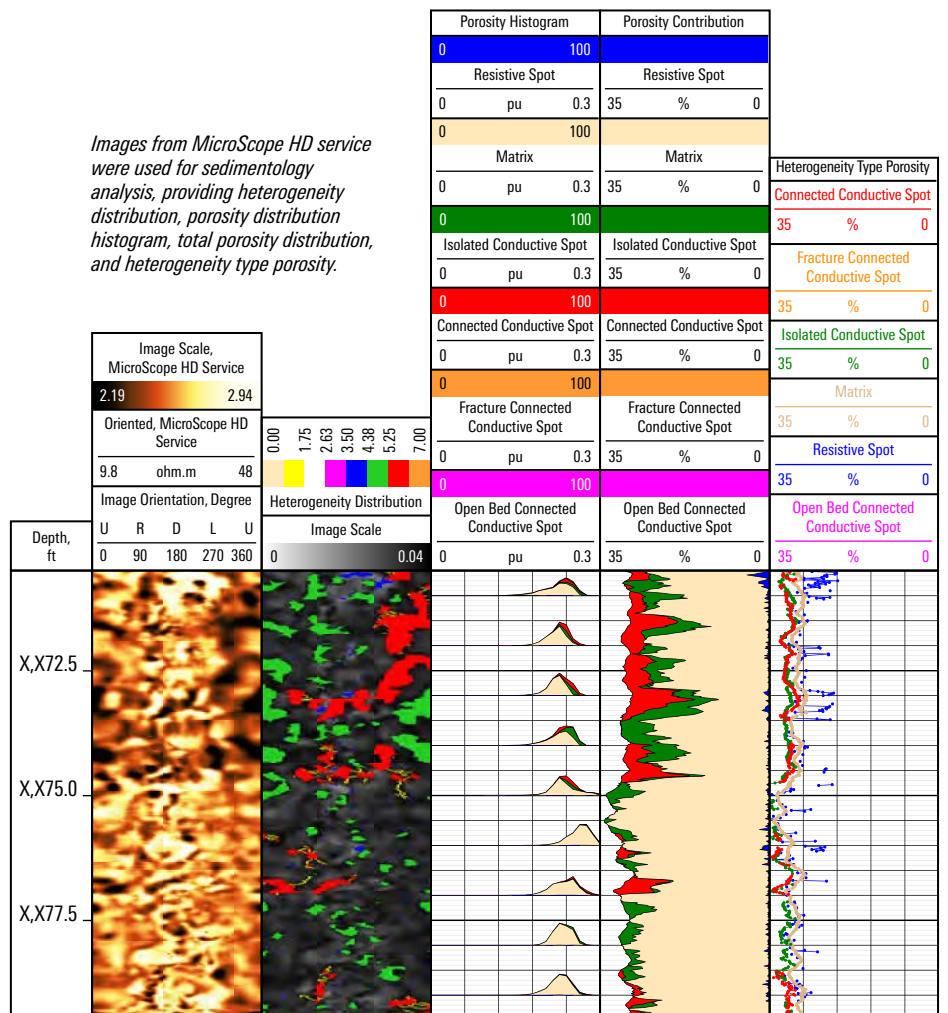 Images from MicroScope HD service
were used for sedimentology
analysis, providing heterogeneity
distribution, porosity distribution
histogram, total porosity distribution,
and heterogeneity type porosity.
Depth,
ft
Image Scale,
MicroScope HD Service
2.19 2.94
Oriented, MicroScope HD
Service
9.8 ohm.m 48
Image Orientation, Degree
U R D L U
0 90 180 270 360
0.00 1.75 2.63 3.50 4.38 5.25 7.00
Heterogeneity Distribution
Image Scale
0 0.04
Porosity Histogram
0 100
Resistive Spot
0 pu 0.3
0 100
Matrix
0 pu 0.3
0 100
Isolated Conductive Spot
0 pu 0.3
0 100
Connected Conductive Spot
0 pu 0.3
0 100
Fracture Connected
Conductive Spot
0 pu 0.3
0 100
Open Bed Connected
Conductive Spot
0 pu 0.3
Porosity Contribution
Resistive Spot
35 % 0
Matrix
35 % 0
Isolated Conductive Spot
35 % 0
Connected Conductive Spot
35 % 0
Fracture Connected
Conductive Spot
35 % 0
Open Bed Connected
Conductive Spot
35 % 0
Heterogeneity Type Porosity
Connected Conductive Spot
35 % 0
Fracture Connected
Conductive Spot
35 % 0
Isolated Conductive Spot
35 % 0
Matrix
35 % 0
Resistive Spot
35 % 0
Open Bed Connected
Conductive Spot
35 % 0
X,X72.5
X,X75.0
X,X77.5